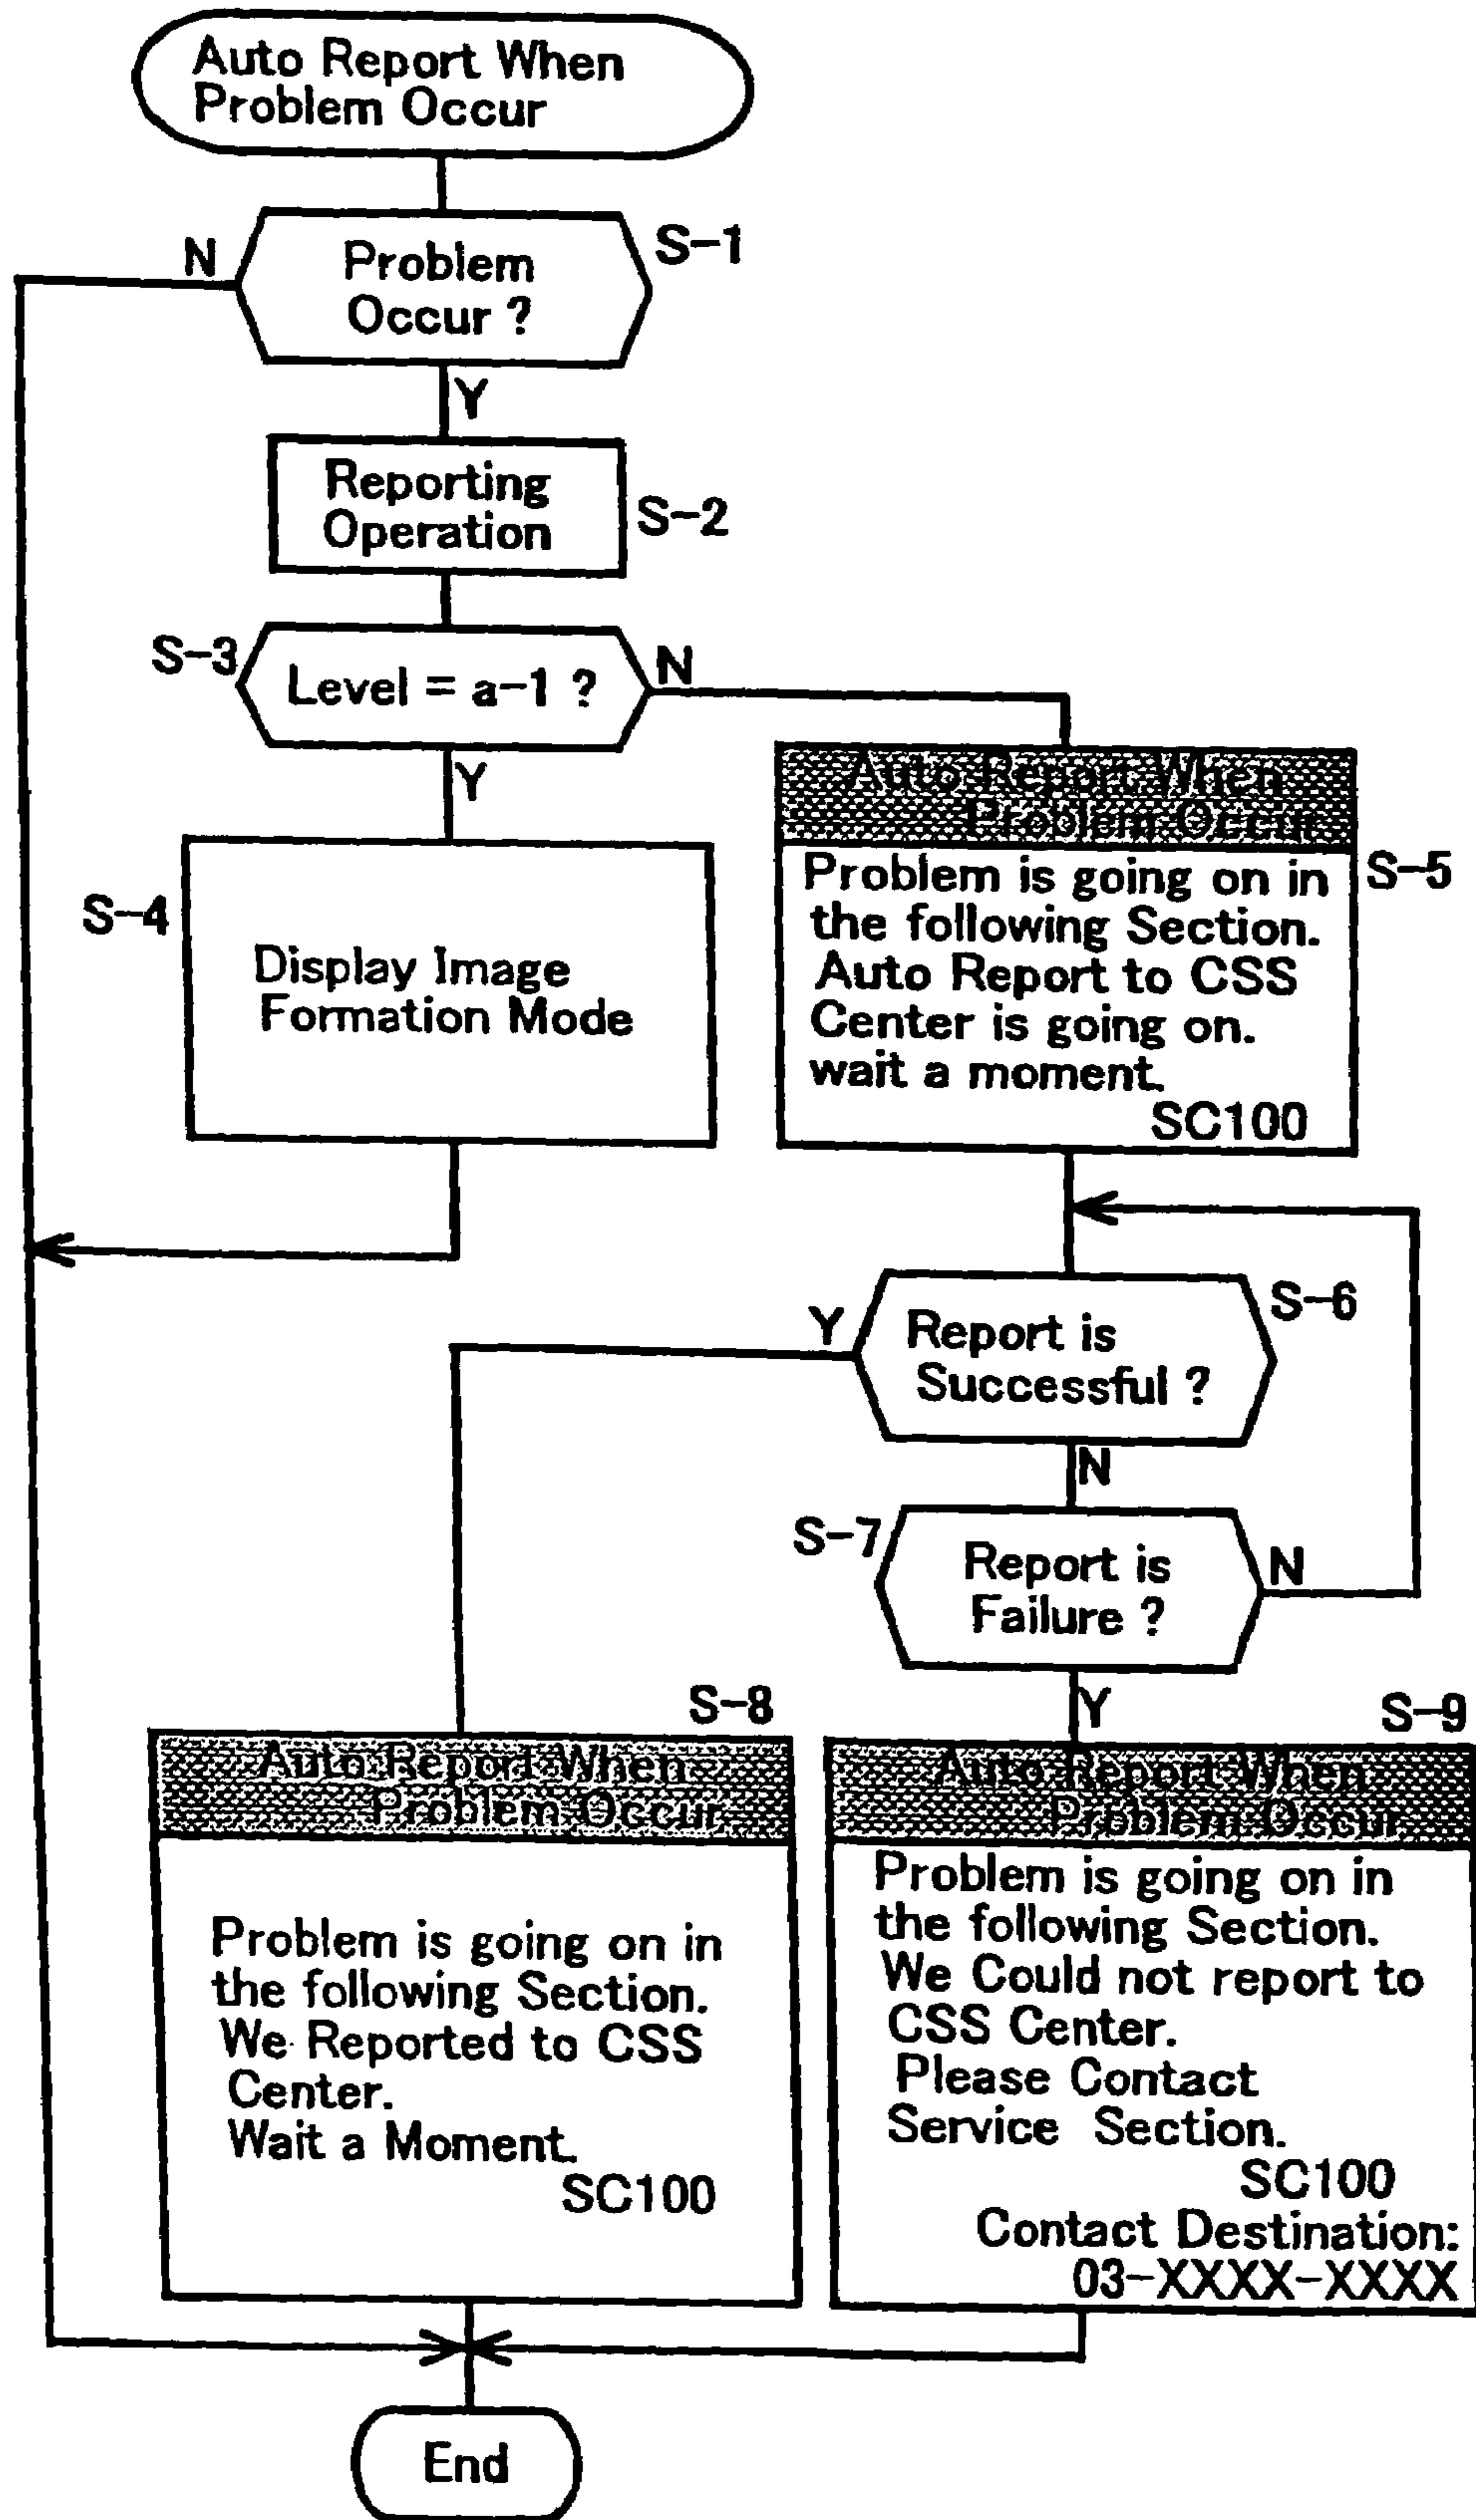 Auto Report When
Problem Occur
N
Problem
Occur ?
S-1
Y
Reporting
Operation
S-2
S-3
Level = a-1 ?
N
Y
S-4
Display Image
Formation Mode
Auto Report When
Problem Occur
S-5
Problem is going on in
the following Section.
Auto Report to CSS
Center is going on.
wait a moment.
SC100
Y
Report is
Successful ?
S-6
N
S-7
Report is
Failure ?
N
Y
S-8
Auto Report When
Problem Occur
Problem is going on in
the following Section.
We Reported to CSS
Center.
Wait a Moment.
SC100
S-9
Auto Report When
Problem Occur
Problem is going on in
the following Section.
We Could not report to
CSS Center.
Please Contact
Service Section.
SC100
Contact Destination:
03-XXXX-XXXX
End